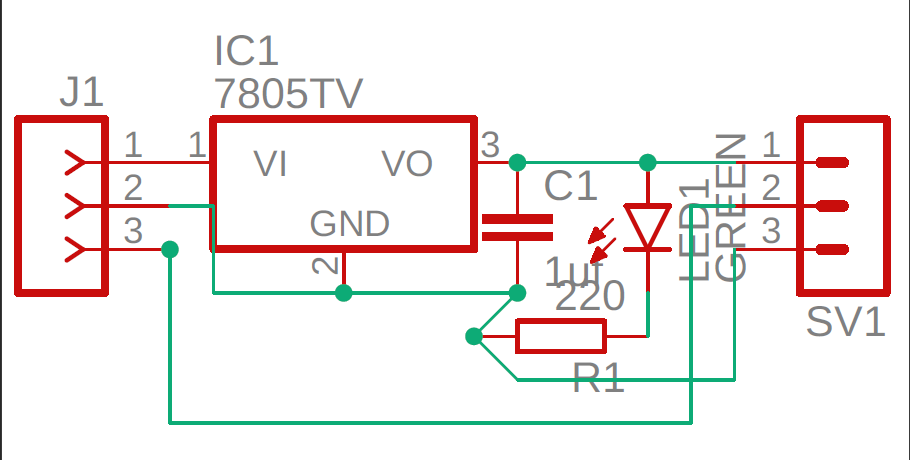 IC1
7805TV
J1
1
2
3
1
VI
VO
GND
2
3
C1
1uf
220
R1
LED1
GREEN
1
2
3
SV1